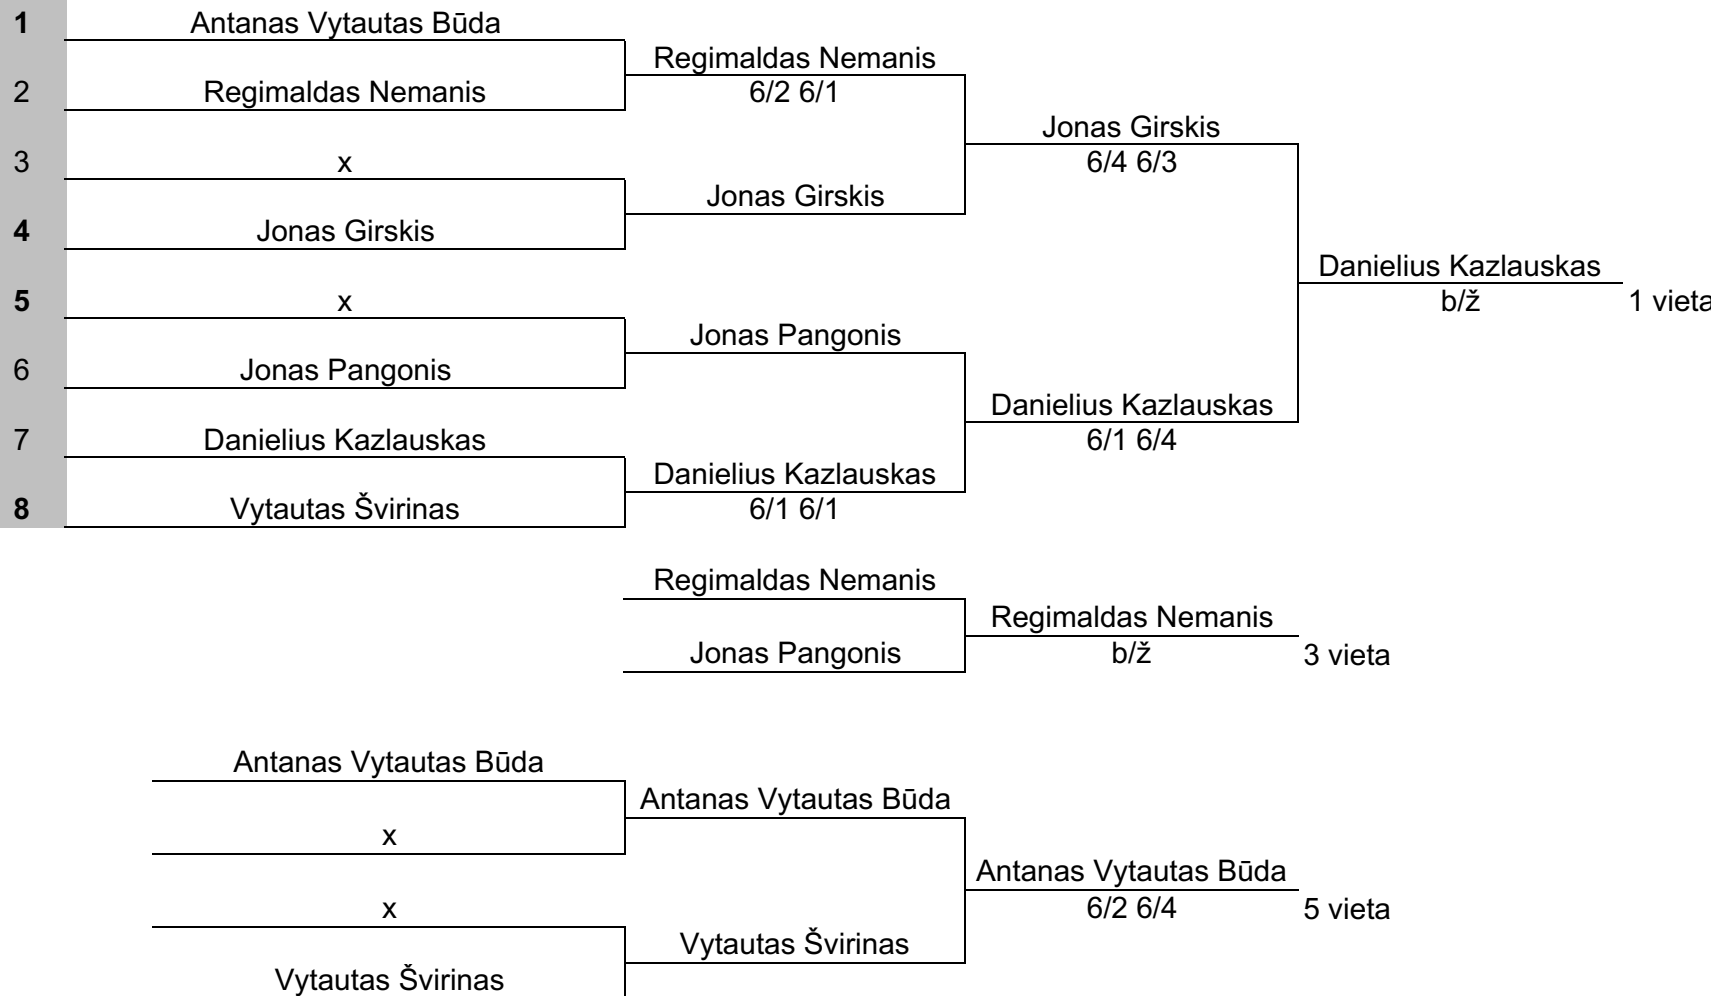 1 Antanas Vytautas Būda
Regimaldas Nemanis
2 Regimaldas Nemanis 6/2 6/1
Jonas Girskis
3 x 6/4 6/3
Jonas Girskis
4 Jonas Girskis
Danielius Kazlauskas
5 x b/ž 1 vieta
Jonas Pangonis
6 Jonas Pangonis
Danielius Kazlauskas
7 Danielius Kazlauskas 6/1 6/4
Danielius Kazlauskas
8 Vytautas Švirinas 6/1 6/1
Regimaldas Nemanis
Regimaldas Nemanis
Jonas Pangonis b/ž 3 vieta
Antanas Vytautas Būda
Antanas Vytautas Būda
x
Antanas Vytautas Būda
x 6/2 6/4 5 vieta
Vytautas Švirinas
Vytautas Švirinas